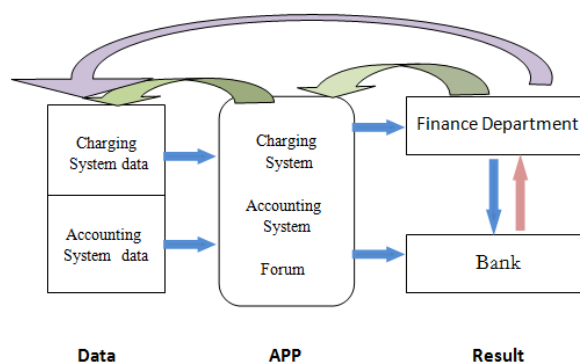 Charging
System data
Accounting
System data
Charging
System
Accounting
System
Forum
Finance Department
Bank
Data
APP
Result